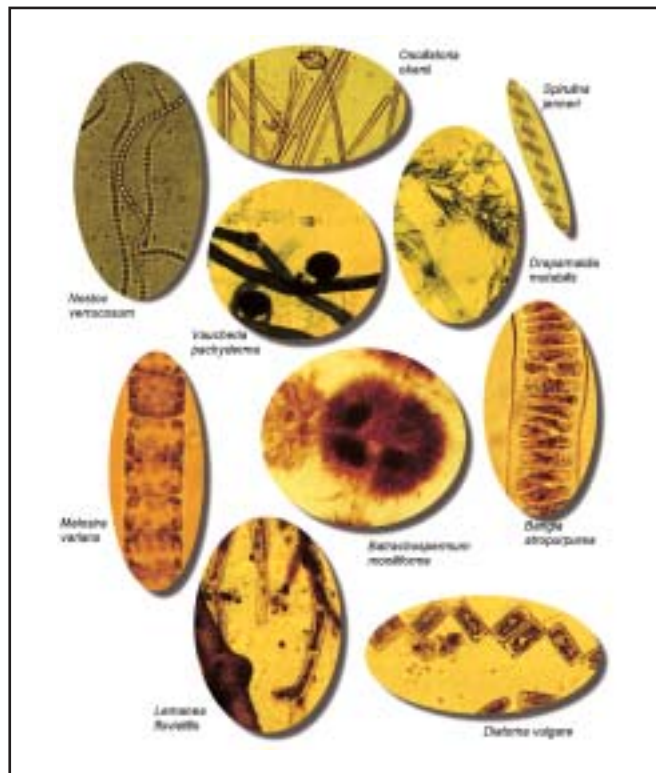 Oscillatoria
okenii
Spirulina
jenneri
Nostoc
verrucosum
Vaucheria
pachyderma
Draparnaldia
mutabilis
Melosira
varians
Batrachospermum
moniliforme
Bangia
atropurpurea
Lemanea
fluviatilis
Diatoma vulgare